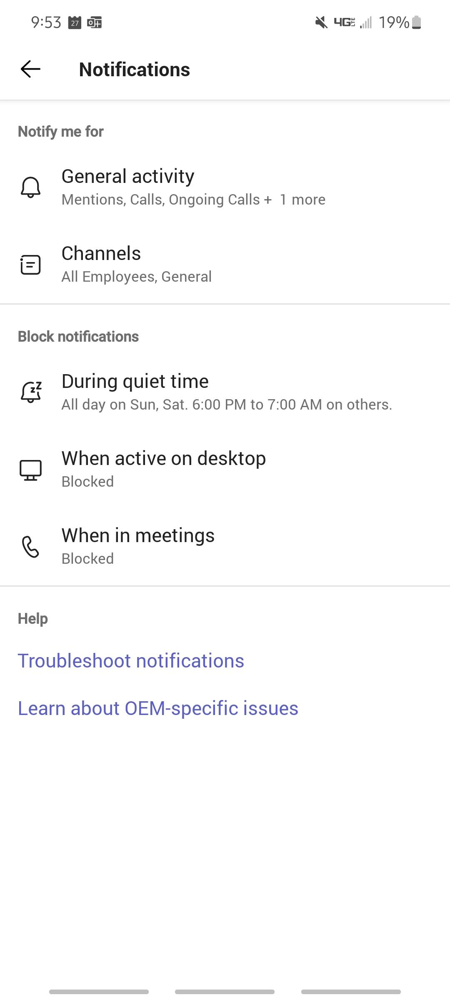 9:53 27 o 4G LTE 19%
Notifications
Notify me for
General activity
Mentions, Calls, Ongoing Calls + 1 more
Channels
All Employees, General
Block notifications
During quiet time
All day on Sun, Sat. 6:00 PM to 7:00 AM on others.
When active on desktop
Blocked
When in meetings
Blocked
Help
Troubleshoot notifications
Learn about OEM-specific issues